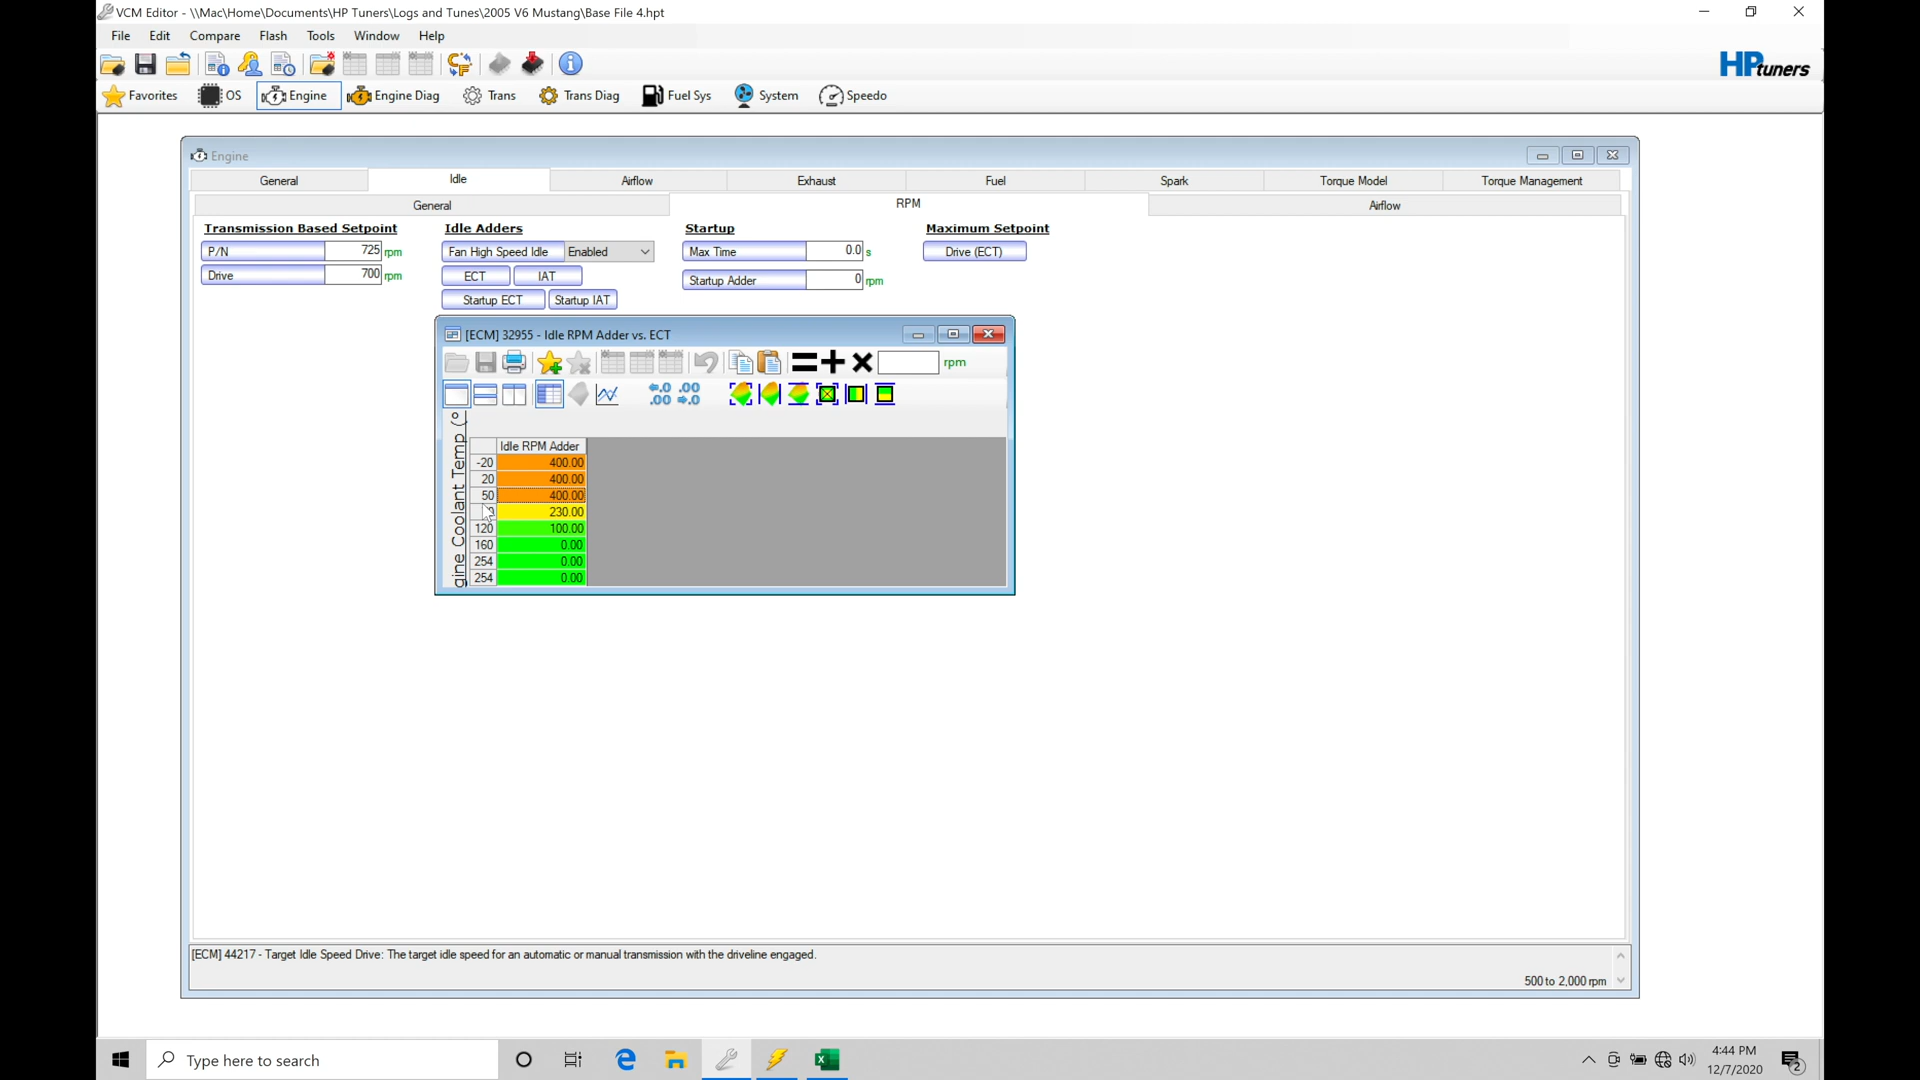 VCM Editor - \\Mac\Home\Documents\HP Tuners\Logs and Tunes\2005 V6 Mustang\Base File 4.hpt
File Edit Compare Flash Tools Window Help
HP tuners
Favorites OS Engine Engine Diag Trans Trans Diag Fuel Sys System Speedo
Engine
General Idle Airflow Exhaust Fuel Spark Torque Model Torque Management
General RPM Airflow
Transmission Based Setpoint Idle Adders Startup Maximum Setpoint
P/N 725 rpm Fan High Speed Idle Enabled Max Time 0.0 s Drive (ECT)
Drive 700 rpm ECT IAT Startup Adder 0 rpm
Startup ECT Startup IAT
[ECM] 32955 - Idle RPM Adder vs. ECT
rpm
Idle RPM Adder
-20 400.00
20 400.00
50 400.00
230.00
120 100.00
160 0.00
254 0.00
254 0.00
gine Coolant Temp (°
[ECM] 44217 - Target Idle Speed Drive: The target idle speed for an automatic or manual transmission with the driveline engaged.
500 to 2,000 rpm
Type here to search
4:44 PM
12/7/2020
2